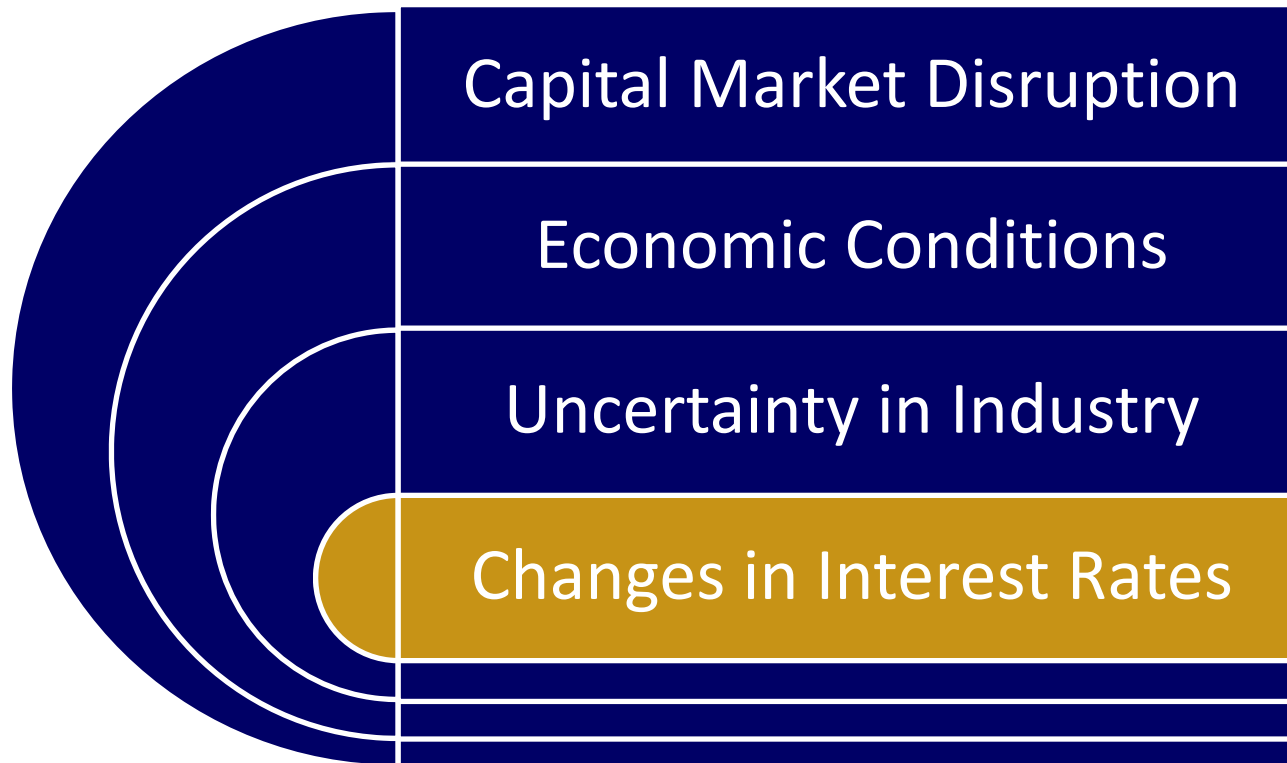 Capital Market Disruption
Economic Conditions
Uncertainty in Industry
Changes in Interest Rates